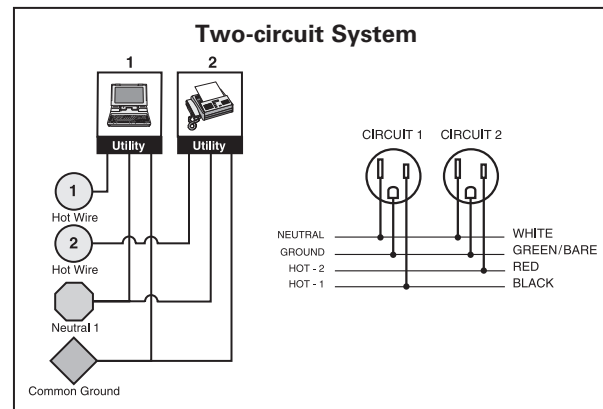 Two-circuit System
1
2
Utility
Utility
1
Hot Wire
2
Hot Wire
Neutral 1
Common Ground
CIRCUIT 1
CIRCUIT 2
NEUTRAL
WHITE
GROUND
GREEN/BARE
HOT - 2
RED
HOT - 1
BLACK